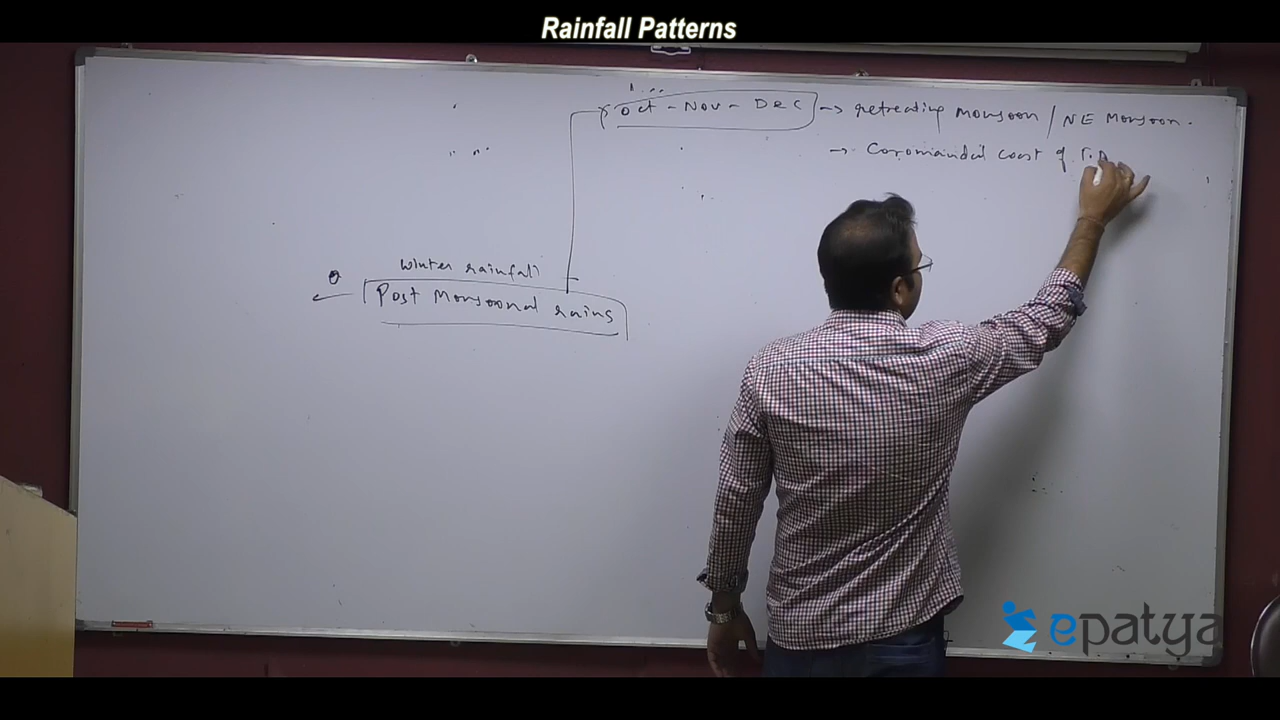 Rainfall Patterns
Oct - Nov - Dec → retreating monsoon / NE Monsoon.
→ Coromandal coast of
Winter rainfall
Post Monsoonal rains
epatya